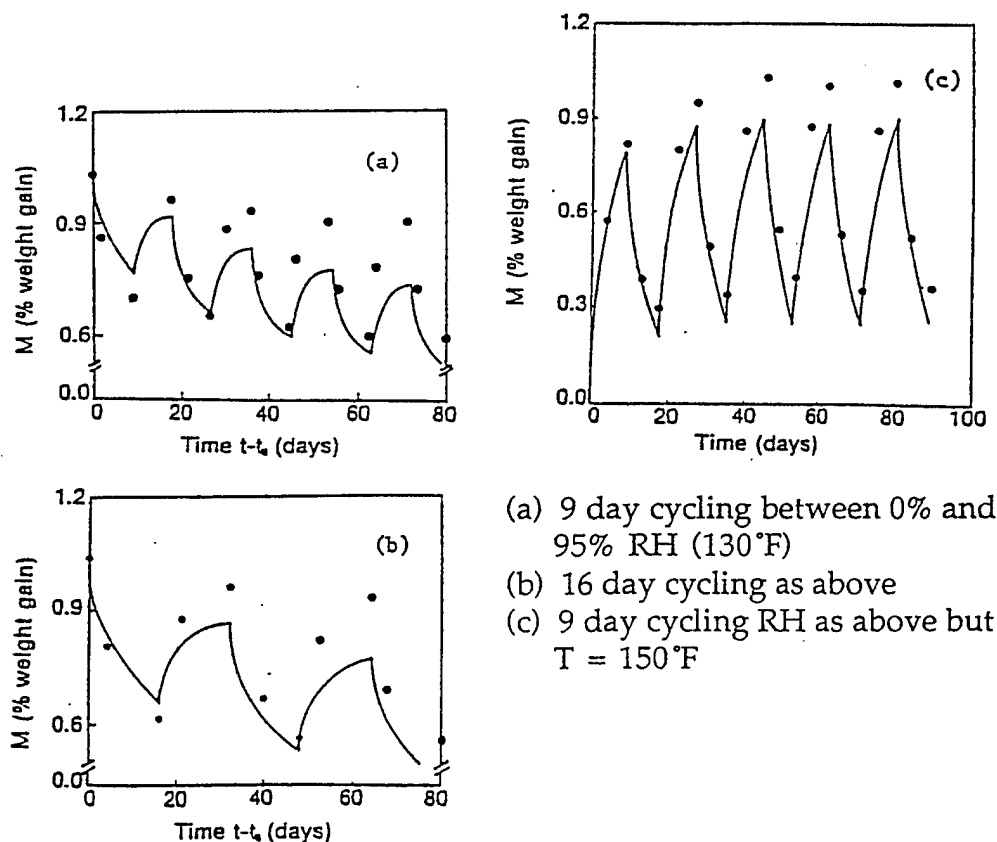 1.2
0.9
0.6
0.0
M (% weight gain)
(a)
0
20
40
60
80
Time t-tₐ (days)
1.2
0.9
0.6
0.3
0.0
M (% weight gain)
(c)
0
20
40
60
80
100
Time (days)
1.2
0.9
0.6
0.0
M (% weight gain)
(b)
0
20
40
60
80
Time t-tₐ (days)
(a) 9 day cycling between 0% and
95% RH (130°F)
(b) 16 day cycling as above
(c) 9 day cycling RH as above but
T = 150°F